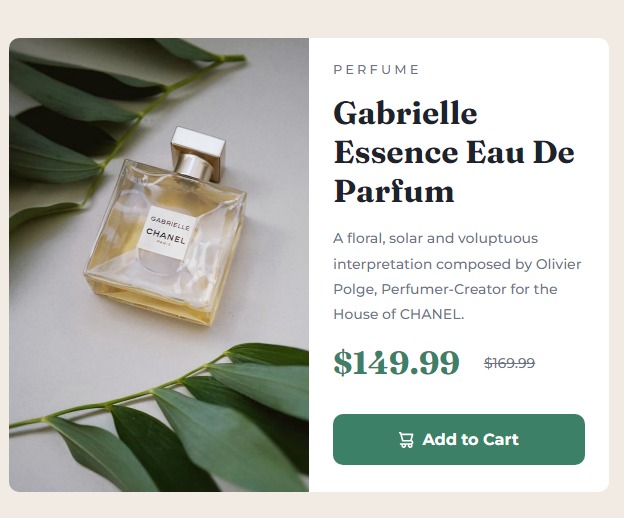 GABRIELLE
CHANEL
PARIS
PERFUME
Gabrielle
Essence Eau De
Parfum
A floral, solar and voluptuous
interpretation composed by Olivier
Polge, Perfumer-Creator for the
House of CHANEL.
$149.99 $169.99
Add to Cart